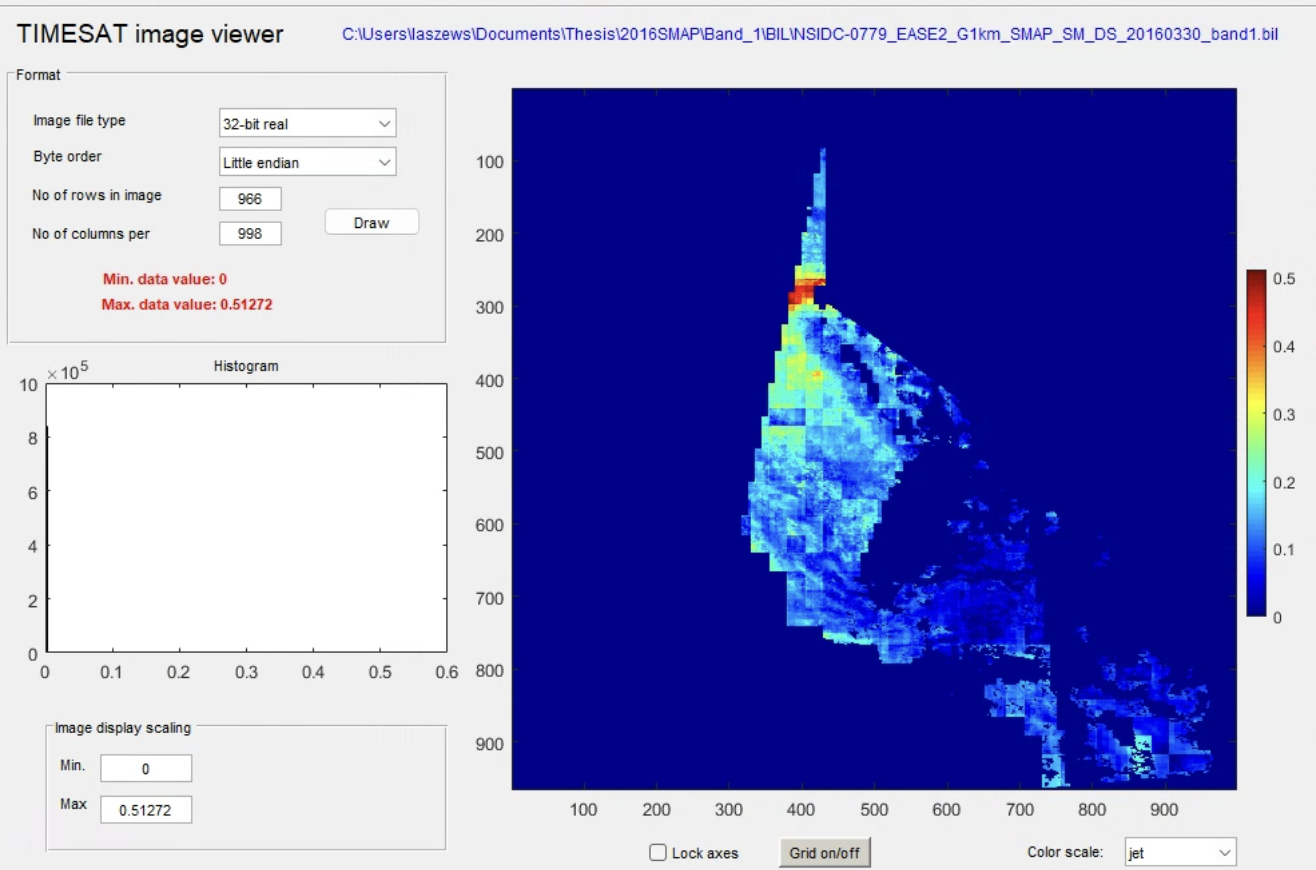 TIMESAT image viewer
C:\Users\laszews\Documents\Thesis\2016SMAP\Band_1\BIL\NSIDC-0779_EASE2_G1km_SMAP_SM_DS_20160330_band1.bil
Format
Image file type
32-bit real
Byte order
Little endian
No of rows in image
966
No of columns per
998
Draw
Min. data value: 0
Max. data value: 0.51272
Histogram
10 ×10^5
8
6
4
2
0
0 0.1 0.2 0.3 0.4 0.5 0.6
Image display scaling
Min.
0
Max
0.51272
100
200
300
400
500
600
700
800
900
100 200 300 400 500 600 700 800 900
0.5
0.4
0.3
0.2
0.1
0
Lock axes
Grid on/off
Color scale:
jet